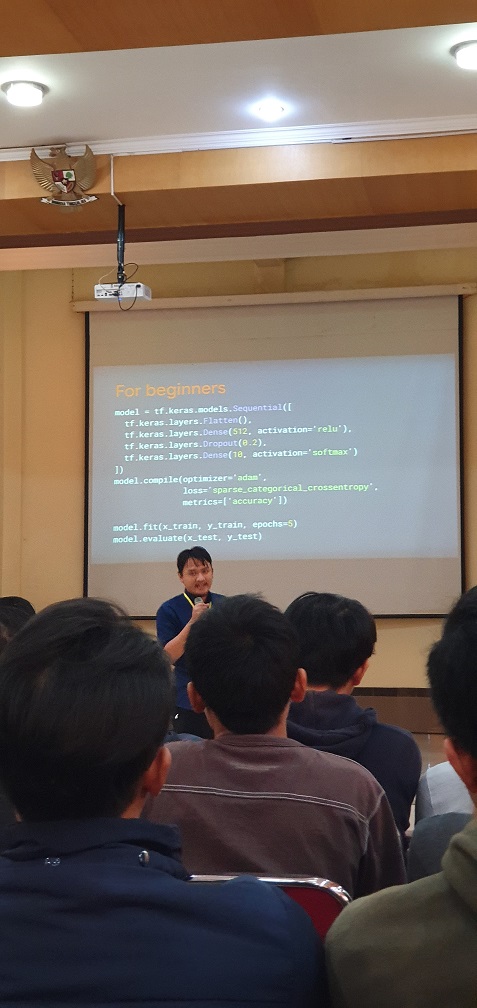 For beginners
model = tf.keras.models.Sequential([
  tf.keras.layers.Flatten(),
  tf.keras.layers.Dense(512, activation='relu'),
  tf.keras.layers.Dropout(0.2),
  tf.keras.layers.Dense(10, activation='softmax')
])
model.compile(optimizer='adam',
              loss='sparse_categorical_crossentropy',
              metrics=['accuracy'])
model.fit(x_train, y_train, epochs=5)
model.evaluate(x_test, y_test)